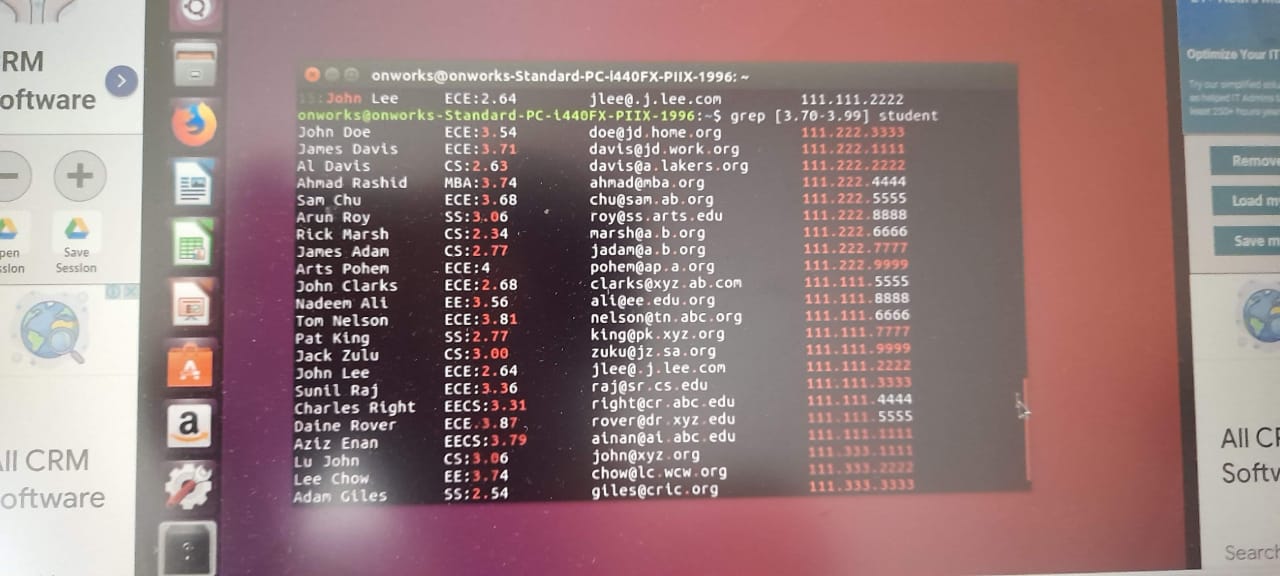 RM
oftware
pen
ssion
Save
Session
ll CRM
oftware
a
onworks@onworks-Standard-PC-i440FX-PIIX-1996: ~
15:John Lee ECE:2.64 jlee@.j.lee.com 111.111.2222
onworks@onworks-Standard-PC-i440FX-PIIX-1996:~$ grep [3.70-3.99] student
John Doe ECE:3.54 doe@jd.home.org 111.222.3333
James Davis ECE:3.71 davis@jd.work.org 111.222.1111
Al Davis CS:2.63 davis@a.lakers.org 111.222.2222
Ahmad Rashid MBA:3.74 ahmad@mba.org 111.222.4444
Sam Chu ECE:3.68 chu@sam.ab.org 111.222.5555
Arun Roy SS:3.06 roy@ss.arts.edu 111.222.8888
Rick Marsh CS:2.34 marsh@a.b.org 111.222.6666
James Adam CS:2.77 jadam@a.b.org 111.222.7777
Arts Pohem ECE:4 pohem@ap.a.org 111.222.9999
John Clarks ECE:2.68 clarks@xyz.ab.com 111.111.5555
Nadeem Ali EE:3.56 ali@ee.edu.org 111.111.8888
Tom Nelson ECE:3.81 nelson@tn.abc.org 111.111.6666
Pat King SS:2.77 king@pk.xyz.org 111.111.7777
Jack Zulu CS:3.00 zuku@jz.sa.org 111.111.9999
John Lee ECE:2.64 jlee@.j.lee.com 111.111.2222
Sunil Raj ECE:3.36 raj@sr.cs.edu 111.111.3333
Charles Right EECS:3.31 right@cr.abc.edu 111.111.4444
Daine Rover ECE.3.87 rover@dr.xyz.edu 111.111.5555
Aziz Enan EECS:3.79 ainan@ai.abc.edu 111.111.1111
Lu John CS:3.06 john@xyz.org 111.333.1111
Lee Chow EE:3.74 chow@lc.wcw.org 111.333.2222
Adam Giles SS:2.54 giles@cric.org 111.333.3333
Optimize Your IT
Remove
Load m
Save m
All CR
Softw
Search